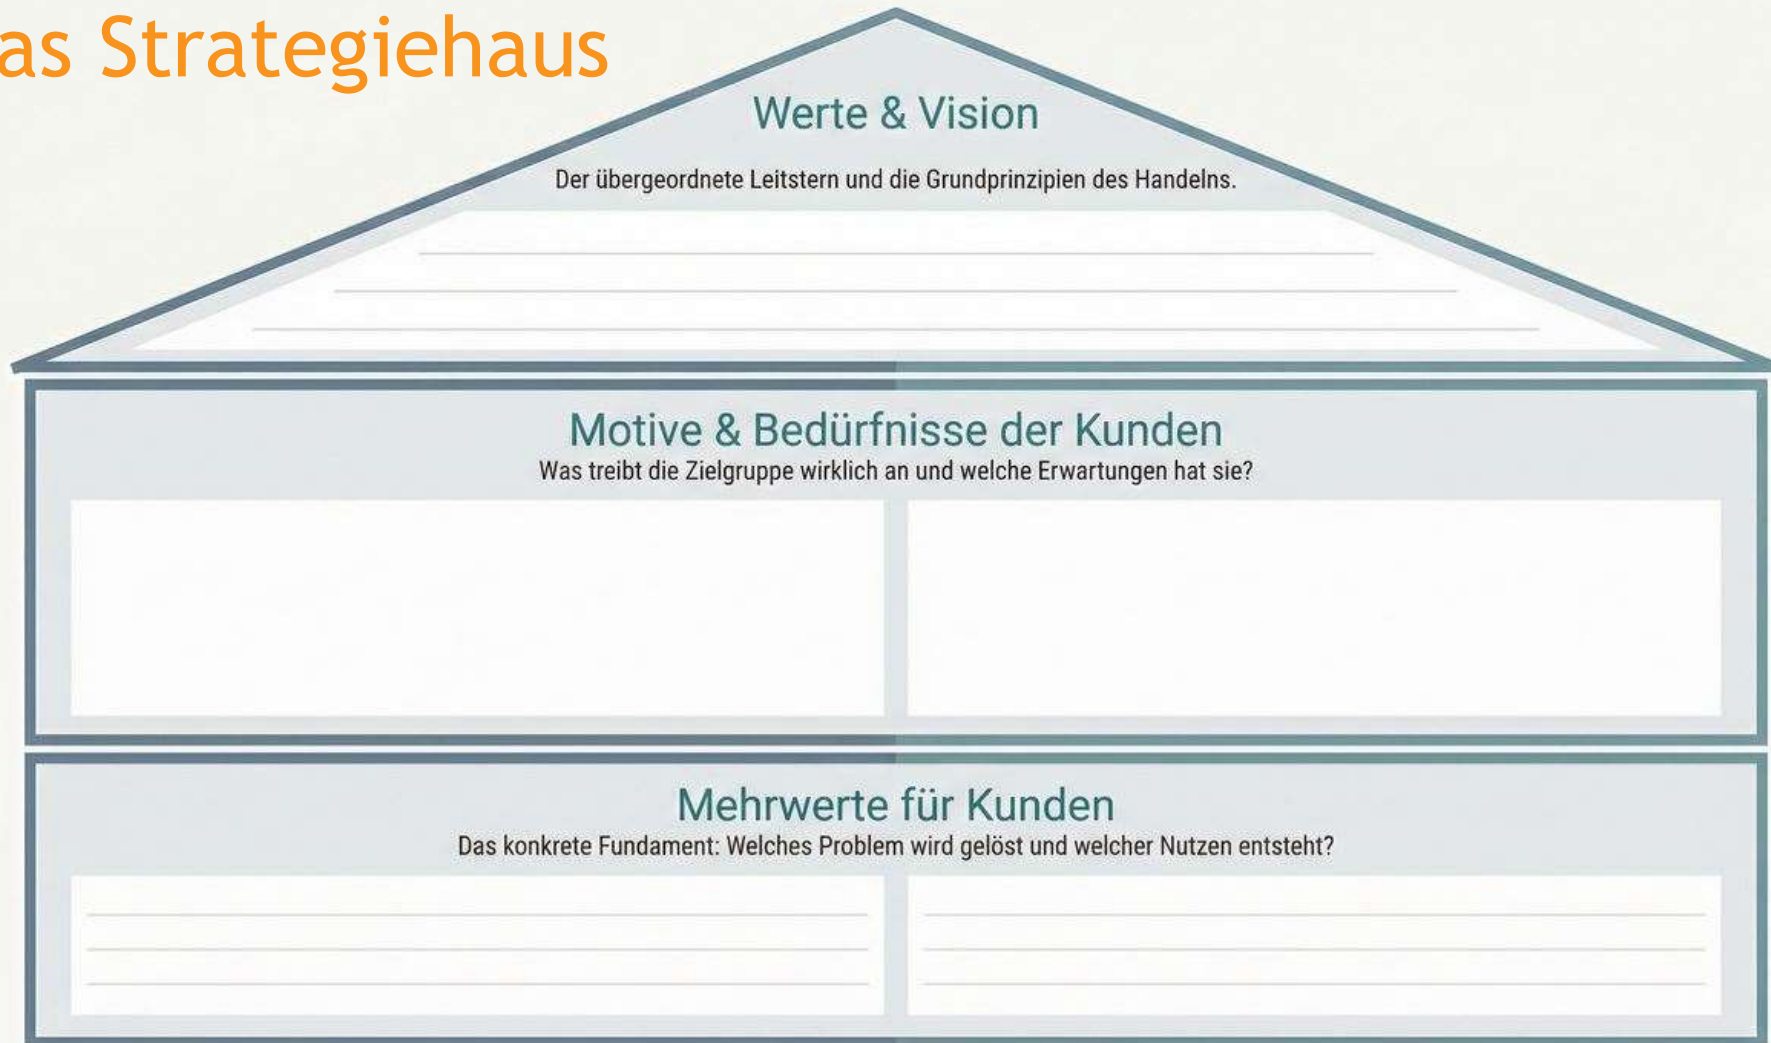 as Strategiehaus
Werte & Vision
Der übergeordnete Leitstern und die Grundprinzipien des Handelns.
Motive & Bedürfnisse der Kunden
Was treibt die Zielgruppe wirklich an und welche Erwartungen hat sie?
Mehrwerte für Kunden
Das konkrete Fundament: Welches Problem wird gelöst und welcher Nutzen entsteht?